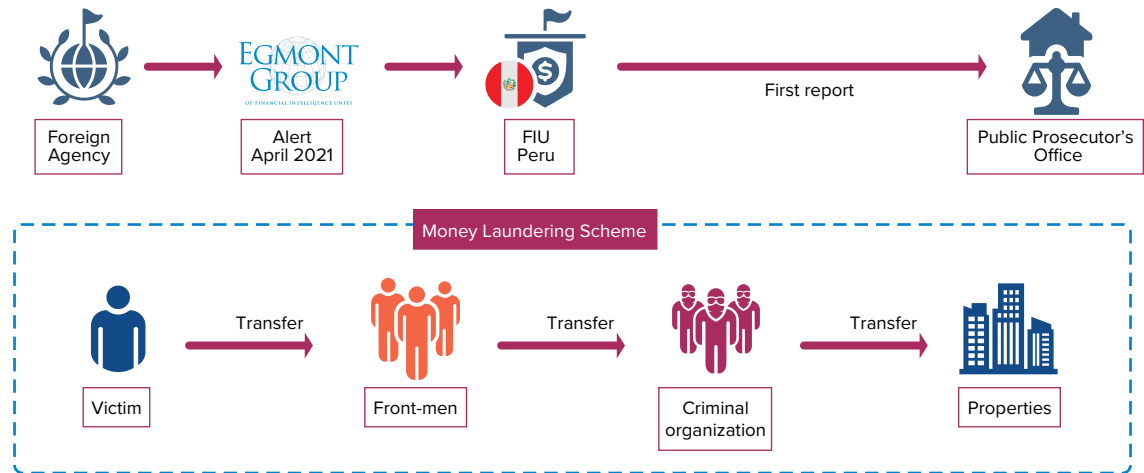 EGMONT
GROUP
OF FINANCIAL INTELLIGENCE UNITS
$
First report
Foreign
Agency
Alert
April 2021
FIU
Peru
Public Prosecutor's
Office
Money Laundering Scheme
Transfer
Transfer
Transfer
Victim
Front-men
Criminal
organization
Properties